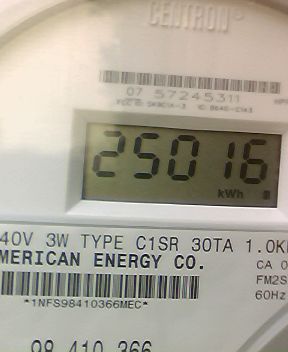 CENTRON®
07 57245311
25016
kWh
40V 3W TYPE C1SR 30TA 1.0K
MERICAN ENERGY CO.
CA 0
FM2S
60Hz
*1NFS98410366MEC*
98 410 366